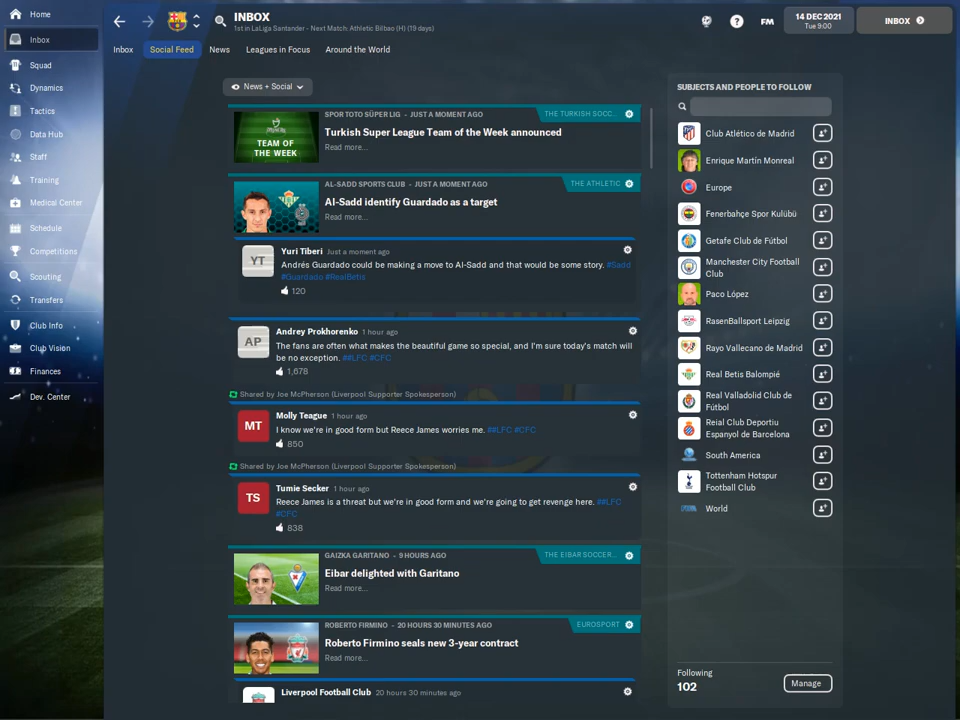 Home
Inbox
Squad
Dynamics
Tactics
Data Hub
Staff
Training
Medical Center
Schedule
Competitions
Scouting
Transfers
Club Info
Club Vision
Finances
Dev. Center
INBOX
1st in LaLiga Santander - Next Match: Athletic Bilbao (H) (19 days)
?
FM
14 DEC 2021
Tue 9:00
INBOX
Inbox
Social Feed
News
Leagues in Focus
Around the World
News + Social
SPOR TOTO SÜPER LIG - JUST A MOMENT AGO
THE TURKISH SOCC...
TEAM OF
THE WEEK
Turkish Super League Team of the Week announced
Read more...
AL-SADD SPORTS CLUB - JUST A MOMENT AGO
THE ATHLETIC
Al-Sadd identify Guardado as a target
Read more...
YT
Yuri Tiberi Just a moment ago
Andrés Guardado could be making a move to Al-Sadd and that would be some story. #Sadd
#Guardado #RealBetis
120
AP
Andrey Prokhorenko 1 hour ago
The fans are often what makes the beautiful game so special, and I'm sure today's match will
be no exception. ##LFC #CFC
1,678
Shared by Joe McPherson (Liverpool Supporter Spokesperson)
MT
Molly Teague 1 hour ago
I know we're in good form but Reece James worries me. ##LFC #CFC
850
Shared by Joe McPherson (Liverpool Supporter Spokesperson)
TS
Tumie Secker 1 hour ago
Reece James is a threat but we're in good form and we're going to get revenge here. ##LFC
#CFC
838
GAIZKA GARITANO - 9 HOURS AGO
THE EIBAR SOCCER...
Eibar delighted with Garitano
Read more...
ROBERTO FIRMINO - 20 HOURS 30 MINUTES AGO
EUROSPORT
Roberto Firmino seals new 3-year contract
Read more...
Liverpool Football Club 20 hours 30 minutes ago
SUBJECTS AND PEOPLE TO FOLLOW
Club Atlético de Madrid
Enrique Martín Monreal
Europe
Fenerbahçe Spor Kulübü
Getafe Club de Fútbol
Manchester City Football
Club
Paco López
RasenBallsport Leipzig
Rayo Vallecano de Madrid
Real Betis Balompié
Real Valladolid Club de
Fútbol
Reial Club Deportiu
Espanyol de Barcelona
South America
Tottenham Hotspur
Football Club
World
Following
102
Manage